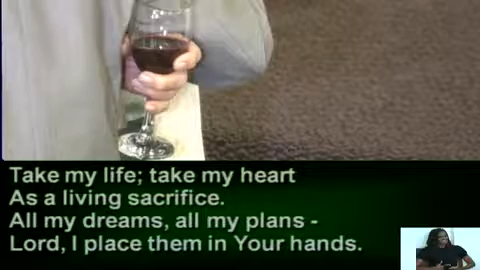 Take my life; take my heart
As a living sacrifice.
All my dreams, all my plans -
Lord, I place them in Your hands.